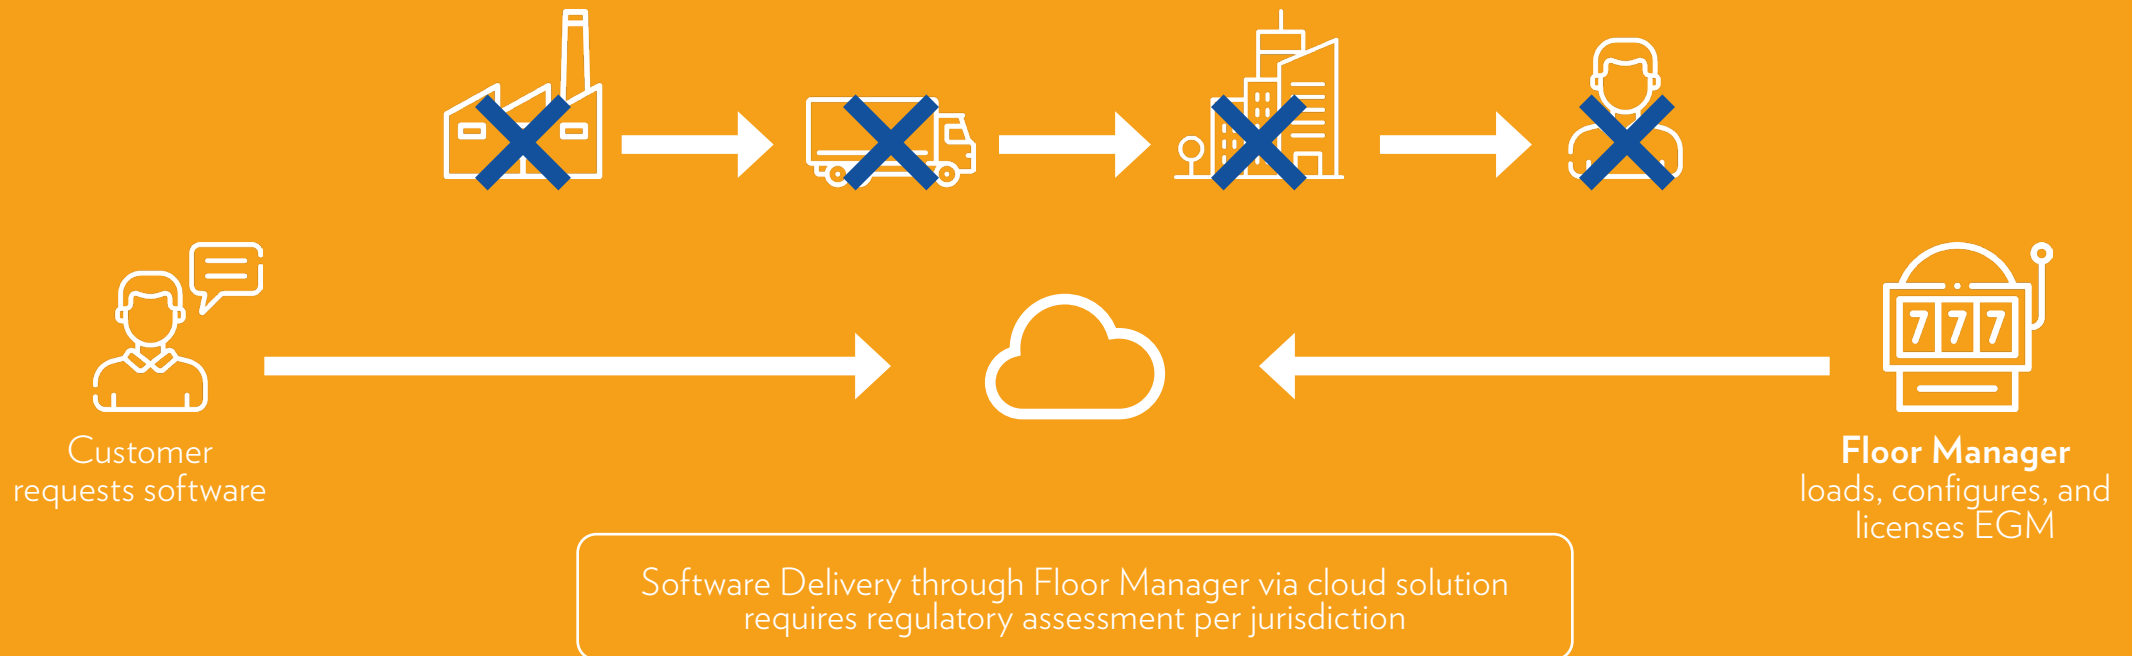 777
Customer
requests software
Floor Manager
loads, configures, and
licenses EGM
Software Delivery through Floor Manager via cloud solution
requires regulatory assessment per jurisdiction